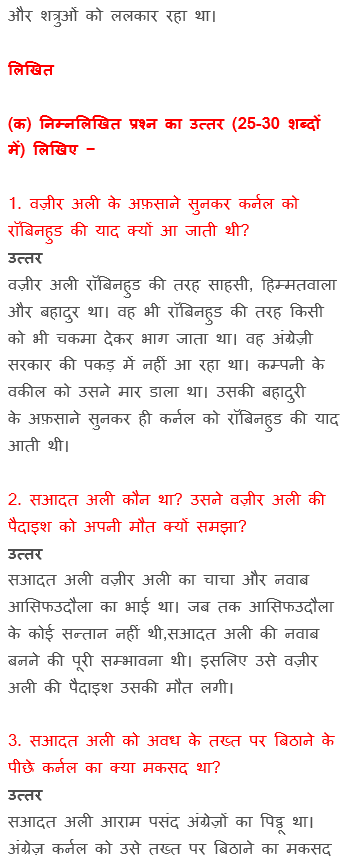 और शत्रुओं को ललकार रहा था।
लिखित
(क) निम्नलिखित प्रश्न का उत्तर (25-30 शब्दों
में) लिखिए −
1. वज़ीर अली के अफ़साने सुनकर कर्नल को
रॉबिनहुड की याद क्यों आ जाती थी?
उत्तर
वज़ीर अली रॉबिनहुड की तरह साहसी, हिम्मतवाला
और बहादुर था। वह भी रॉबिनहुड की तरह किसी
को भी चकमा देकर भाग जाता था। वह अंग्रेज़ी
सरकार की पकड़ में नहीं आ रहा था। कम्पनी के
वकील को उसने मार डाला था। उसकी बहादुरी
के अफ़साने सुनकर ही कर्नल को रॉबिनहुड की याद
आती थी।
2. सआदत अली कौन था? उसने वज़ीर अली की
पैदाइश को अपनी मौत क्यों समझा?
उत्तर
सआदत अली वज़ीर अली का चाचा और नवाब
आसिफउदौला का भाई था। जब तक आसिफउदौला
के कोई सन्तान नहीं थी,सआदत अली की नवाब
बनने की पूरी सम्भावना थी। इसलिए उसे वज़ीर
अली की पैदाइश उसकी मौत लगी।
3. सआदत अली को अवध के तख्त पर बिठाने के
पीछे कर्नल का क्या मकसद था?
उत्तर
सआदत अली आराम पसंद अंग्रेज़ों का पिट्ठू था।
अंग्रेज़ कर्नल को उसे तख्त पर बिठाने का मकसद